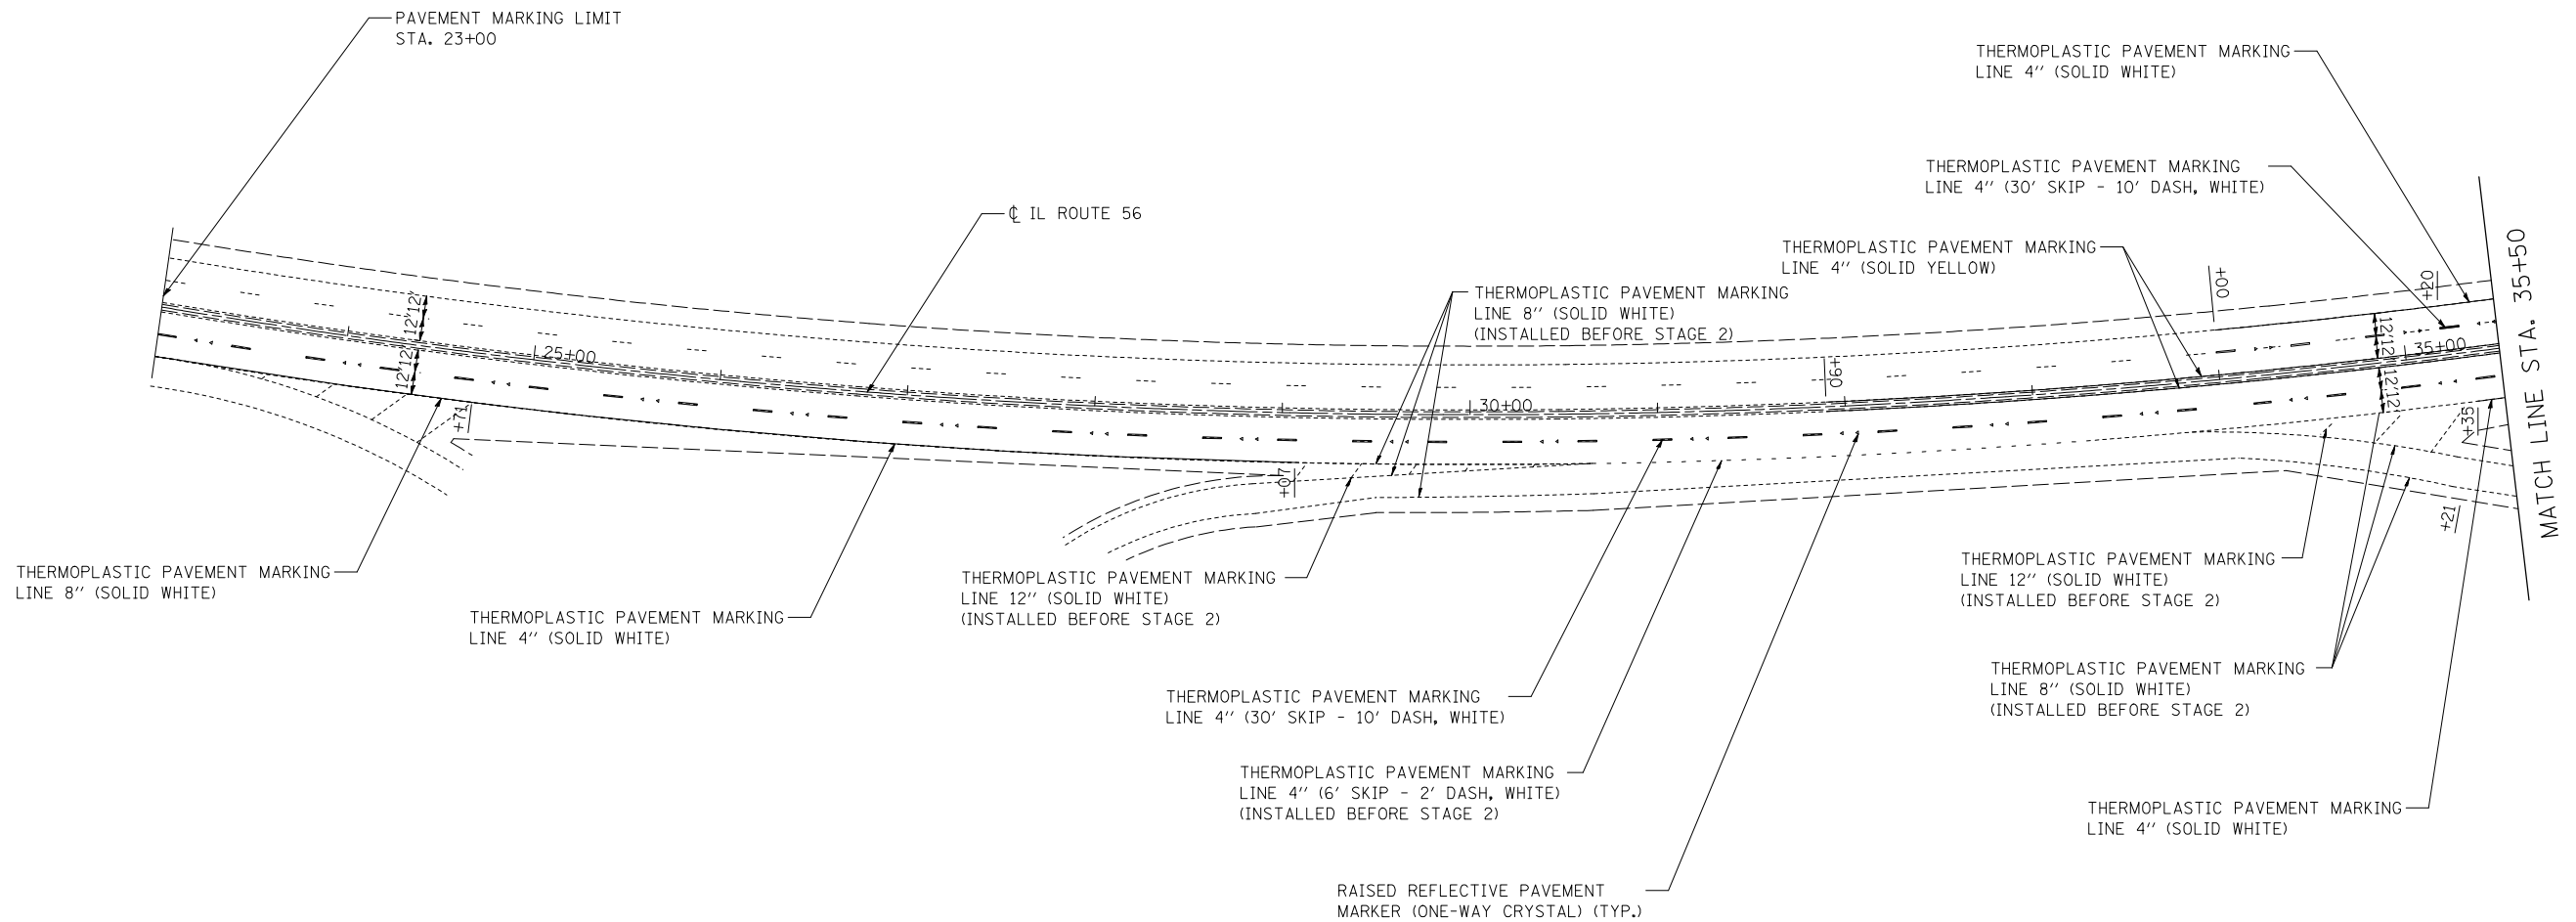 PAVEMENT MARKING LIMIT
STA. 23+00
THERMOPLASTIC PAVEMENT MARKING
LINE 4" (SOLID WHITE)
THERMOPLASTIC PAVEMENT MARKING
LINE 4" (30' SKIP - 10' DASH, WHITE)
℄ IL ROUTE 56
THERMOPLASTIC PAVEMENT MARKING
LINE 4" (SOLID YELLOW)
THERMOPLASTIC PAVEMENT MARKING
LINE 8" (SOLID WHITE)
(INSTALLED BEFORE STAGE 2)
+00
+20
MATCH LINE STA. 35+50
12'
12'
12'
12'
25+00
+90
12'
12'
35+00
12'
12'
30+00
+71
+35
+07
+21
THERMOPLASTIC PAVEMENT MARKING
LINE 8" (SOLID WHITE)
THERMOPLASTIC PAVEMENT MARKING
LINE 4" (SOLID WHITE)
THERMOPLASTIC PAVEMENT MARKING
LINE 12" (SOLID WHITE)
(INSTALLED BEFORE STAGE 2)
THERMOPLASTIC PAVEMENT MARKING
LINE 12" (SOLID WHITE)
(INSTALLED BEFORE STAGE 2)
THERMOPLASTIC PAVEMENT MARKING
LINE 4" (30' SKIP - 10' DASH, WHITE)
THERMOPLASTIC PAVEMENT MARKING
LINE 8" (SOLID WHITE)
(INSTALLED BEFORE STAGE 2)
THERMOPLASTIC PAVEMENT MARKING
LINE 4" (6' SKIP - 2' DASH, WHITE)
(INSTALLED BEFORE STAGE 2)
THERMOPLASTIC PAVEMENT MARKING
LINE 4" (SOLID WHITE)
RAISED REFLECTIVE PAVEMENT
MARKER (ONE-WAY CRYSTAL) (TYP.)